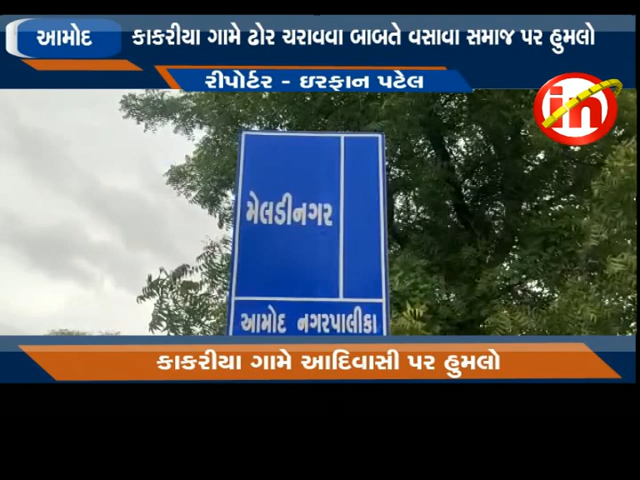 આમોદ
કાકરીયા ગામે ઢોર ચરાવવા બાબતે વસાવા સમાજ પર હુમલો
રીપોર્ટર - ઇરફાન પટેલ
in
મેલડીનગર
આમોદ નગરપાલીકા
કાકરીયા ગામે આદિવાસી પર હુમલો